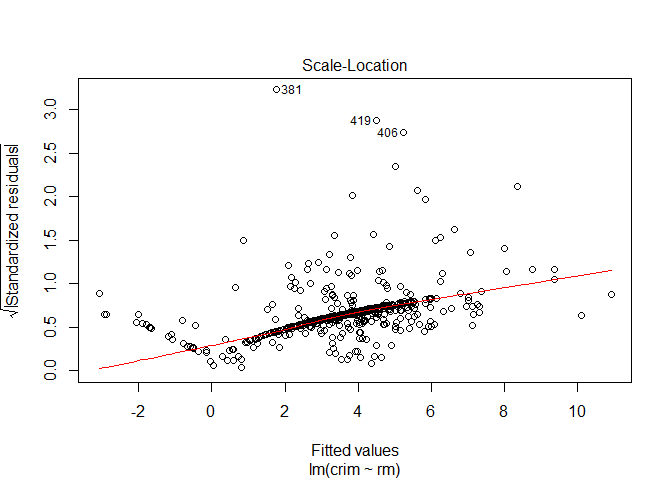 Scale-Location
√|Standardized residuals|
3.0
2.5
2.0
1.5
1.0
0.5
0.0
381
419
406
-2 0 2 4 6 8 10
Fitted values
lm(crim ~ rm)